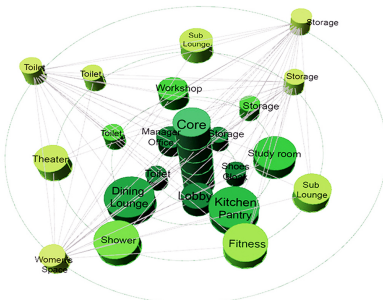 Storage
Sub
Lounge
Toilet
Toilet
Storage
Workshop
Storage
Core
Toilet
Manager
Office
Storage
Theater
Study room
Shoes
Toilet
Dining
Lounge
Lobby
Kitchen
Pantry
Sub
Lounge
Shower
Fitness
Women's
Space